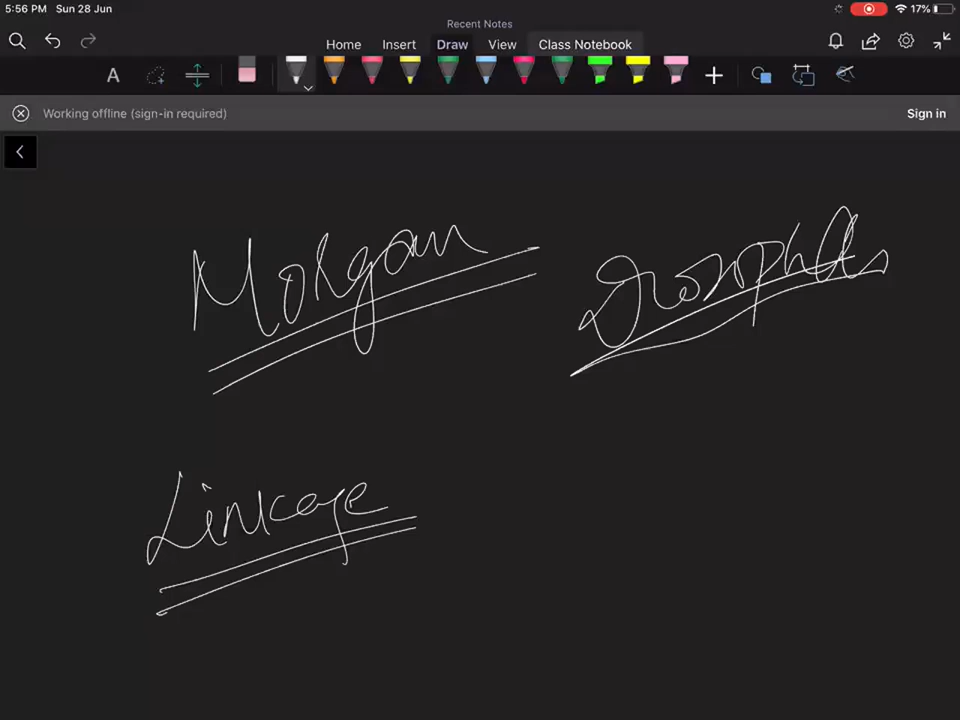 5:56 PM Sun 28 Jun 17%
Recent Notes
Home Insert Draw View Class Notebook
A
Working offline (sign-in required) Sign in
Morgan
Linkage